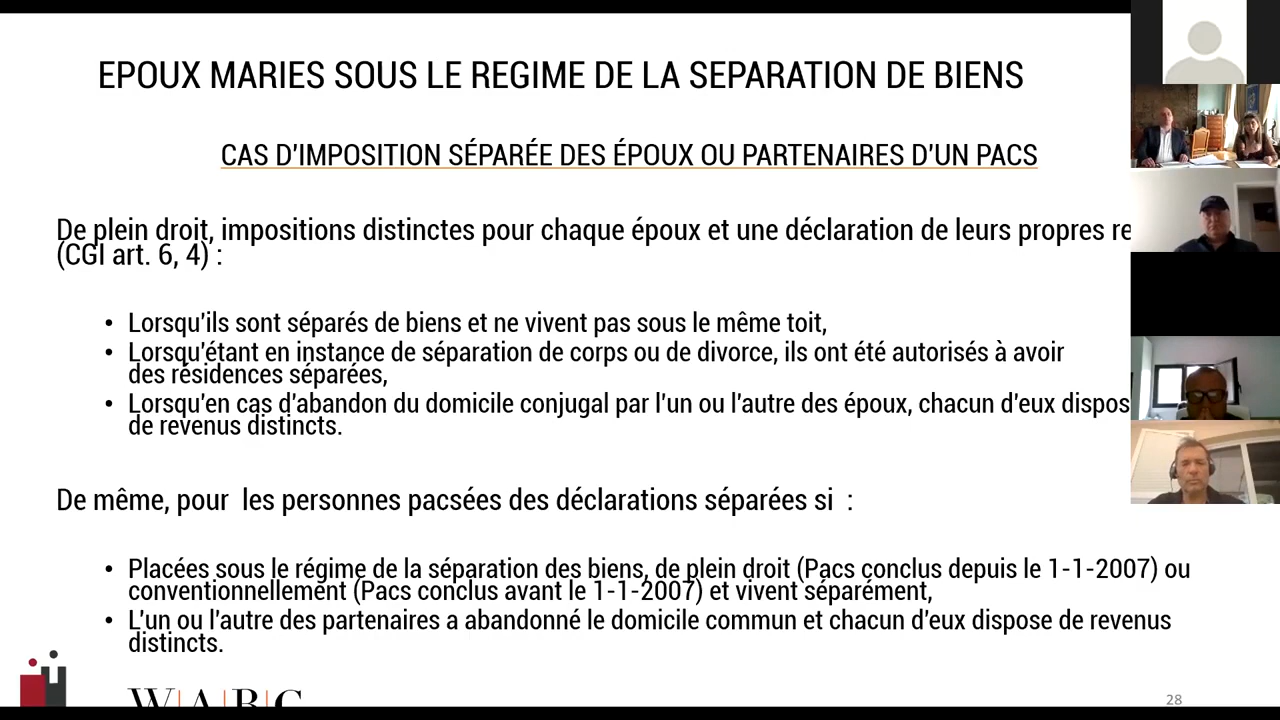 EPOUX MARIES SOUS LE REGIME DE LA SEPARATION DE BIENS
CAS D'IMPOSITION SÉPARÉE DES ÉPOUX OU PARTENAIRES D'UN PACS
De plein droit, impositions distinctes pour chaque époux et une déclaration de leurs propres
(CGI art. 6, 4) :
• Lorsqu'ils sont séparés de biens et ne vivent pas sous le même toit,
• Lorsqu'étant en instance de séparation de corps ou de divorce, ils ont été autorisés à avoir
des résidences séparées,
• Lorsqu'en cas d'abandon du domicile conjugal par l'un ou l'autre des époux, chacun d'eux
de revenus distincts.
De même, pour les personnes pacsées des déclarations séparées si :
• Placées sous le régime de la séparation des biens, de plein droit (Pacs conclus depuis le 1-1-2007) ou
conventionnellement (Pacs conclus avant le 1-1-2007) et vivent séparément,
• L'un ou l'autre des partenaires a abandonné le domicile commun et chacun d'eux dispose de revenus
distincts.
W|A|B|C
28